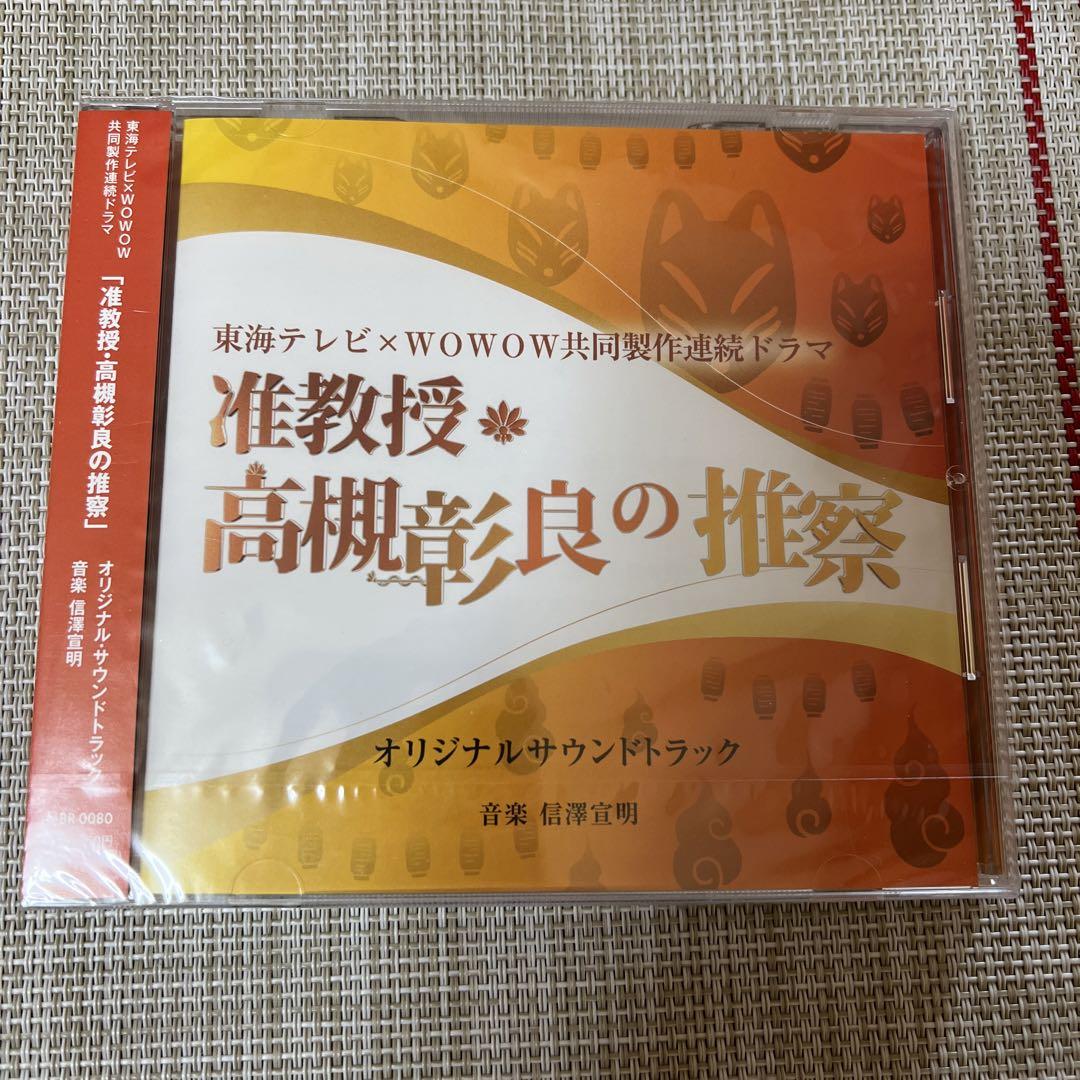 東海テレビ×WOWOW
共同製作連続ドラマ
「准教授・高槻彰良の推察」
オリジナル・サウンドトラック
音楽 信澤宣明
BR-0080
東海テレビ×WOWOW共同製作連続ドラマ
准教授・
高槻彰良の推察
オリジナルサウンドトラック
音楽 信澤宣明